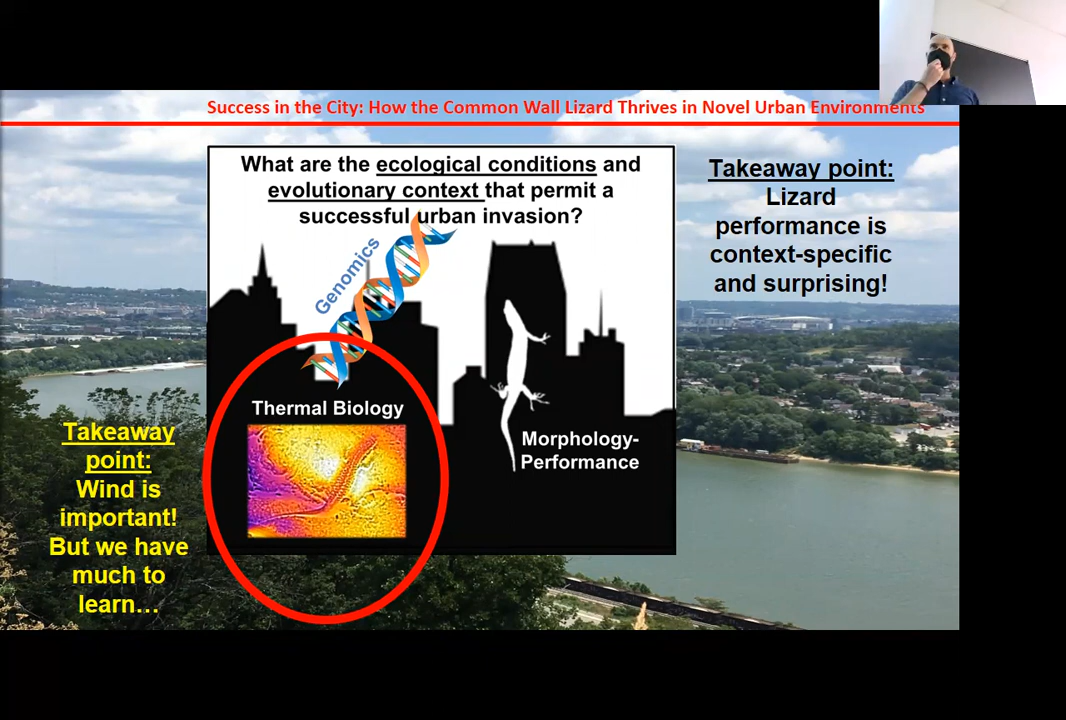 Success in the City: How the Common Wall Lizard Thrives in Novel Urban Environments
What are the ecological conditions and
evolutionary context that permit a
successful urban invasion?
Genomics
Thermal Biology
Morphology-
Performance
Takeaway point:
Lizard
performance is
context-specific
and surprising!
Takeaway
point:
Wind is
important!
But we have
much to
learn…